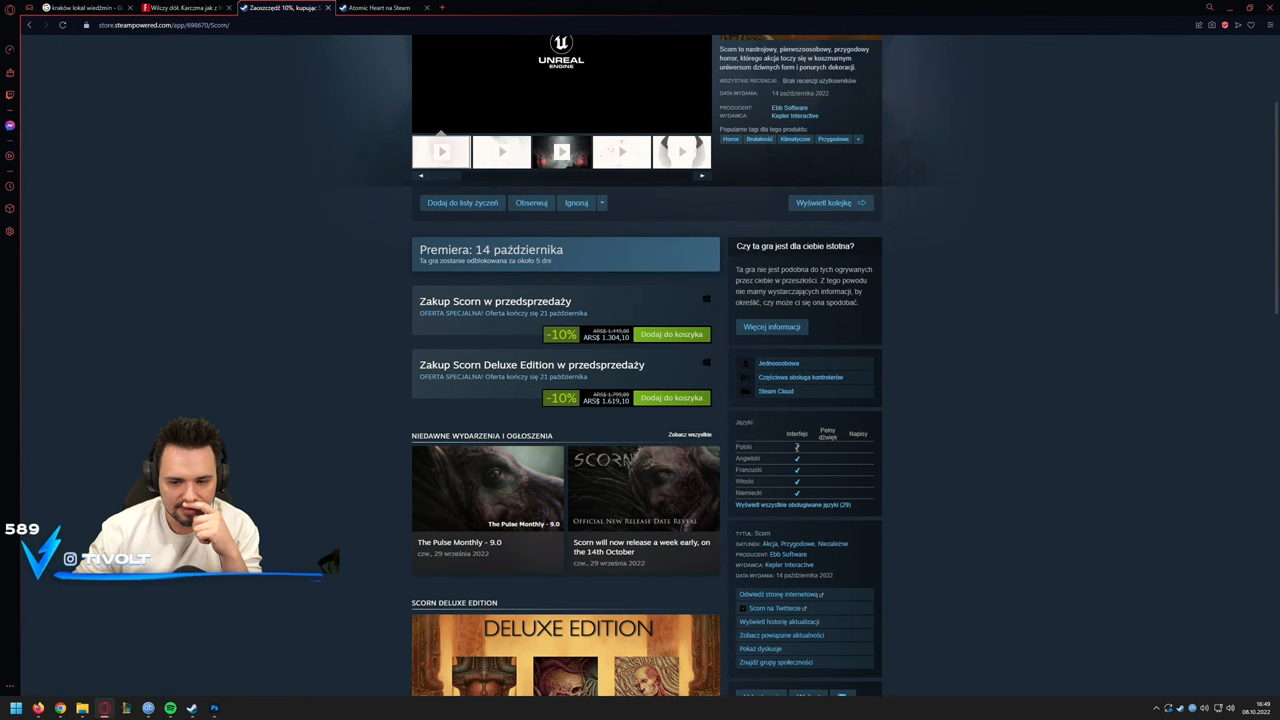 kraków lokal wiedźmin - G
Wilczy dół. Karczma jak z
Zaoszczędź 10%, kupując S
Atomic Heart na Steam
store.steampowered.com/app/698670/Scorn/
UNREAL
ENGINE
Scorn to nastrojowy, pierwszoosobowy, przygodowy
horror, którego akcja toczy się w koszmarnym
uniwersum dziwnym form i ponurych dekoracji.
WSZYSTKIE RECENZJE: Brak recenzji użytkowników
DATA WYDANIA: 14 października 2022
PRODUCENT: Ebb Software
WYDAWCA: Kepler Interactive
Popularne tagi dla tego produktu:
Horror Brutalność Klimatyczne Przygodowe +
Dodaj do listy życzeń Obserwuj Ignoruj Wyświetl kolejkę
Premiera: 14 października
Ta gra zostanie odblokowana za około 5 dni
Zakup Scorn w przedsprzedaży
OFERTA SPECJALNA! Oferta kończy się 21 października
-10% ARS$ 1.449,00 ARS$ 1.304,10 Dodaj do koszyka
Zakup Scorn Deluxe Edition w przedsprzedaży
OFERTA SPECJALNA! Oferta kończy się 21 października
-10% ARS$ 1.799,00 ARS$ 1.619,10 Dodaj do koszyka
Czy ta gra jest dla ciebie istotna?
Ta gra nie jest podobna do tych ogrywanych
przez ciebie w przeszłości. Z tego powodu
nie mamy wystarczających informacji, by
określić, czy może ci się ona spodobać.
Więcej informacji
Jednoosobowa
Częściowa obsługa kontrolerów
Steam Cloud
Języki:
Interfejs Pełny dźwięk Napisy
Polski
Angielski
Francuski
Włoski
Niemiecki
Wyświetl wszystkie obsługiwane języki (29)
NIEDAWNE WYDARZENIA I OGŁOSZENIA
Zobacz wszystkie
The Pulse Monthly - 9.0
SCORN
OFFICIAL NEW RELEASE DATE REVEAL
The Pulse Monthly - 9.0
czw., 29 września 2022
Scorn will now release a week early, on
the 14th October
czw., 29 września 2022
TYTUŁ: Scorn
GATUNEK: Akcja, Przygodowe, Niezależne
PRODUCENT: Ebb Software
WYDAWCA: Kepler Interactive
DATA WYDANIA: 14 października 2022
Odwiedź stronę internetową
Scorn na Twitterze
Wyświetl historię aktualizacji
Zobacz powiązane aktualności
Pokaż dyskusje
Znajdź grupy społeczności
SCORN DELUXE EDITION
DELUXE EDITION
589
TIVOLT
16:49
08.10.2022